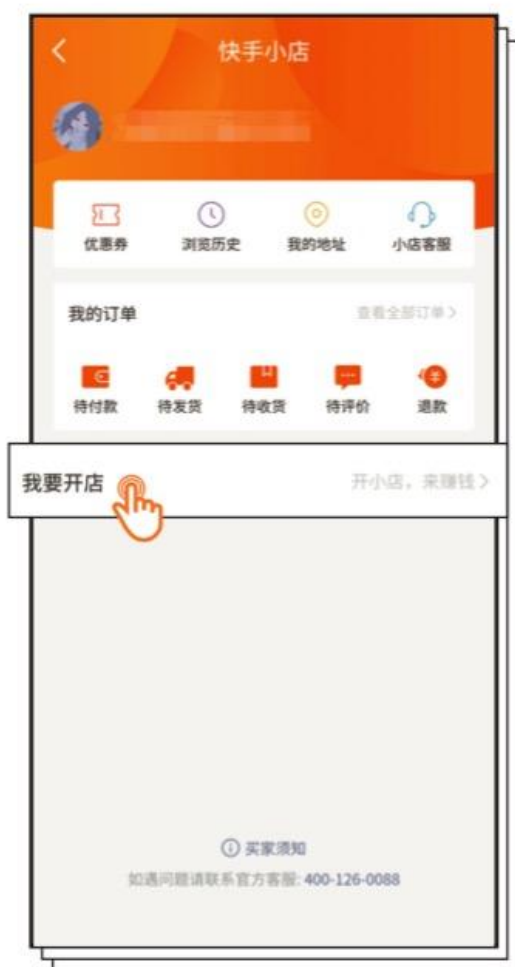 快手小店
优惠券 浏览历史 我的地址 小店客服
我的订单 查看全部订单>
待付款 待发货 待收货 待评价 退款
我要开店 开小店，来赚钱>
买家须知
如遇问题请联系官方客服: 400-126-0088